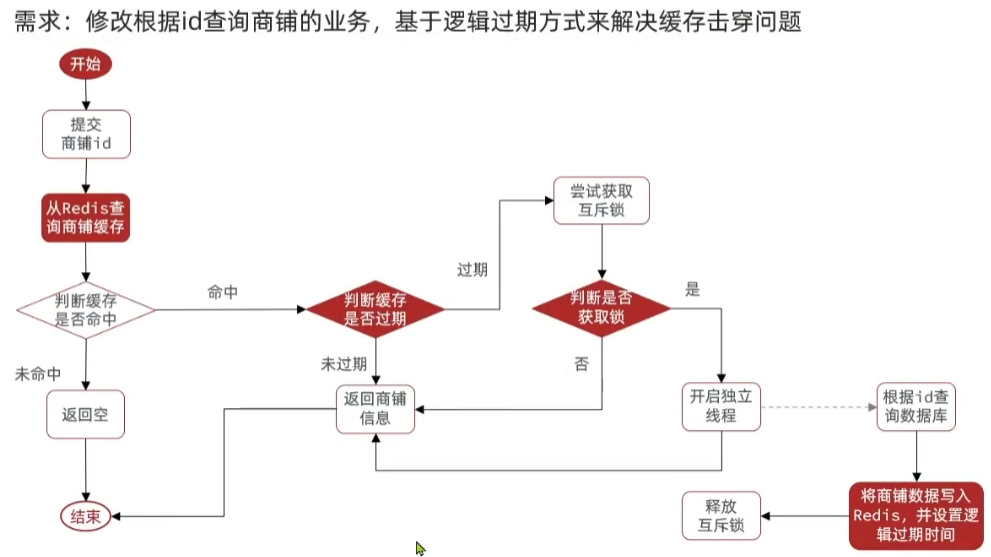 需求：修改根据id查询商铺的业务，基于逻辑过期方式来解决缓存击穿问题
开始
提交
商铺id
从Redis查
询商铺缓存
判断缓存
是否命中
未命中
返回空
结束
命中
判断缓存
是否过期
过期
未过期
返回商铺
信息
尝试获取
互斥锁
判断是否
获取锁
否
是
开启独立
线程
根据id查
询数据库
将商铺数据写入
Redis，并设置逻
辑过期时间
释放
互斥锁